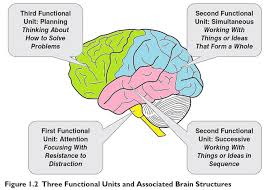 Third Functional
Unit: Planning
Thinking About
How to Solve
Problems
Second Functional
Unit: Simultaneous
Working With
Things or Ideas
That Form a Whole
First Functional
Unit: Attention
Focusing With
Resistance to
Distraction
Second Functional
Unit: Successive
Working With
Things or Ideas in
Sequence
Figure 1.2 Three Functional Units and Associated Brain Structures